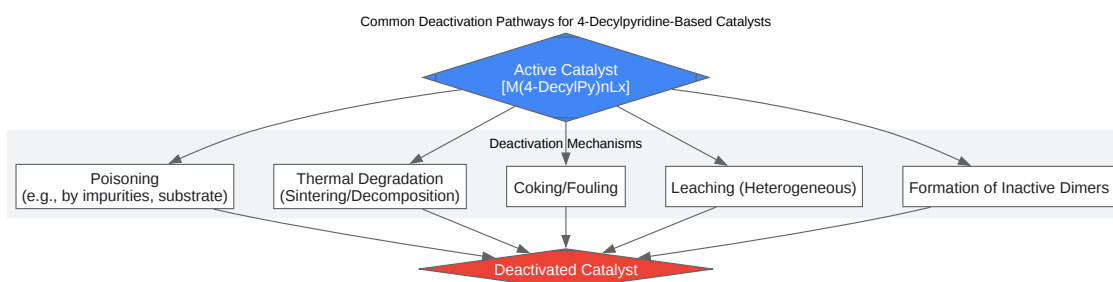 Common Deactivation Pathways for 4-Decylpyridine-Based Catalysts
Active Catalyst
[M(4-DecylPy)nLx]
Deactivation Mechanisms
Poisoning
(e.g., by impurities, substrate)
Thermal Degradation
(Sintering/Decomposition)
Coking/Fouling
Leaching (Heterogeneous)
Formation of Inactive Dimers
Deactivated Catalyst